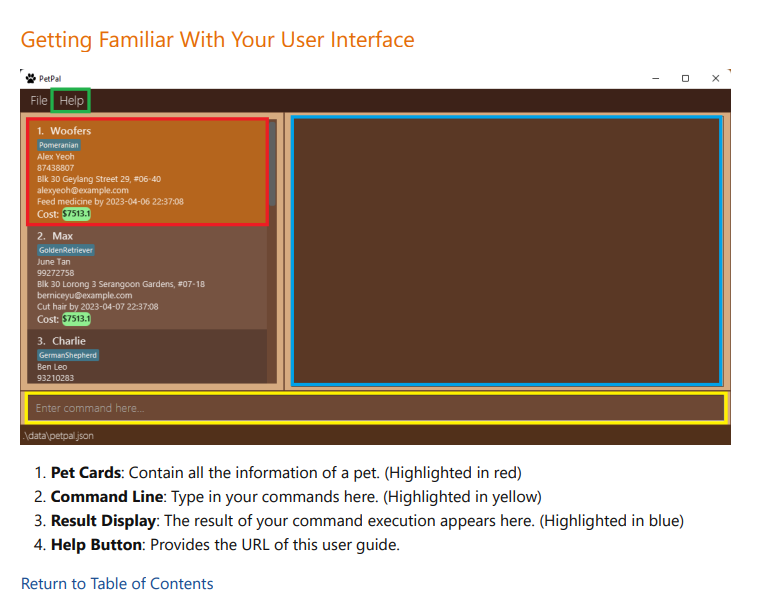 Getting Familiar With Your User Interface
PetPal
File Help
1. Woofers
Pomeranian
Alex Yeoh
87438807
Blk 30 Geylang Street 29, #06-40
alexyeoh@example.com
Feed medicine by 2023-04-06 22:37:08
Cost: $7513.1
2. Max
GoldenRetriever
June Tan
99272758
Blk 30 Lorong 3 Serangoon Gardens, #07-18
berniceyu@example.com
Cut hair by 2023-04-07 22:37:08
Cost: $7513.1
3. Charlie
GermanShepherd
Ben Leo
93210283
Enter command here...
.\data\petpal.json
1. Pet Cards: Contain all the information of a pet. (Highlighted in red)
2. Command Line: Type in your commands here. (Highlighted in yellow)
3. Result Display: The result of your command execution appears here. (Highlighted in blue)
4. Help Button: Provides the URL of this user guide.
Return to Table of Contents